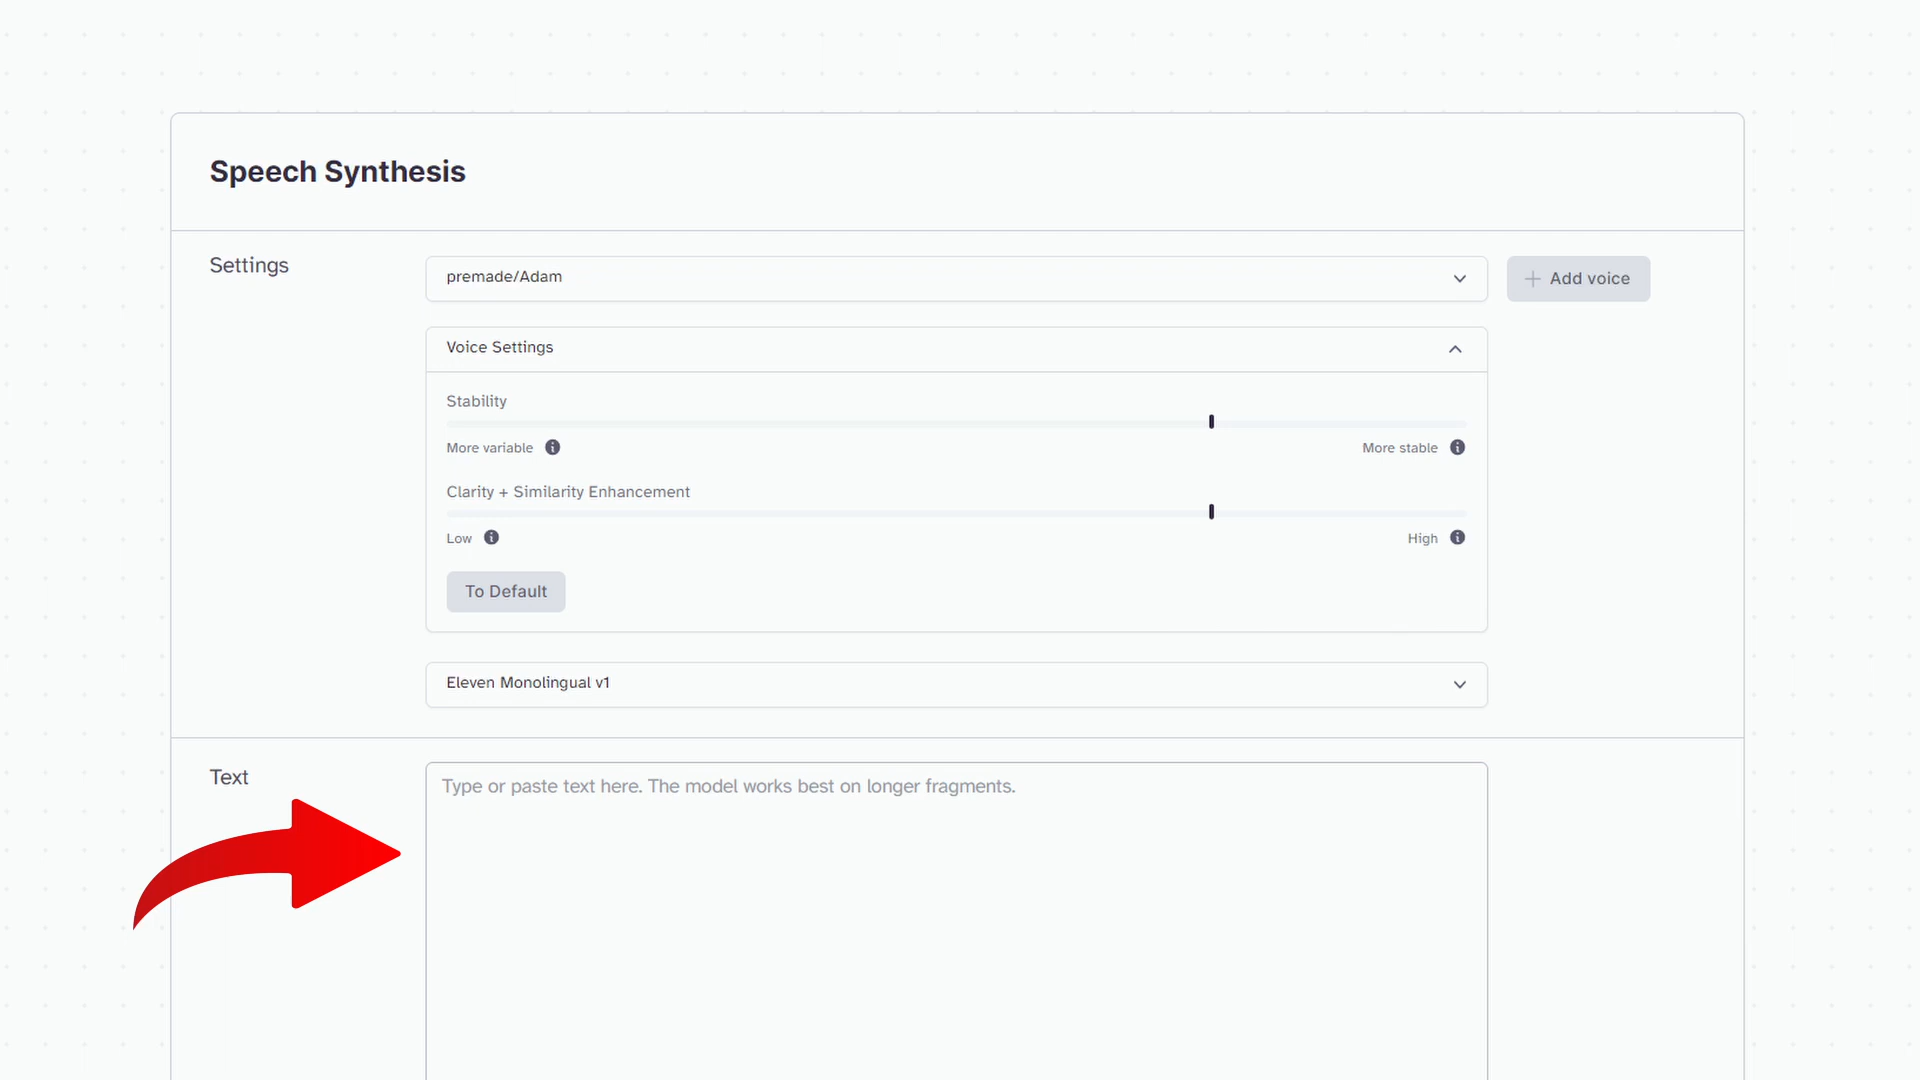 Speech Synthesis
Settings
premade/Adam
Add voice
Voice Settings
Stability
More variable
More stable
Clarity + Similarity Enhancement
Low
High
To Default
Eleven Monolingual v1
Text
Type or paste text here. The model works best on longer fragments.